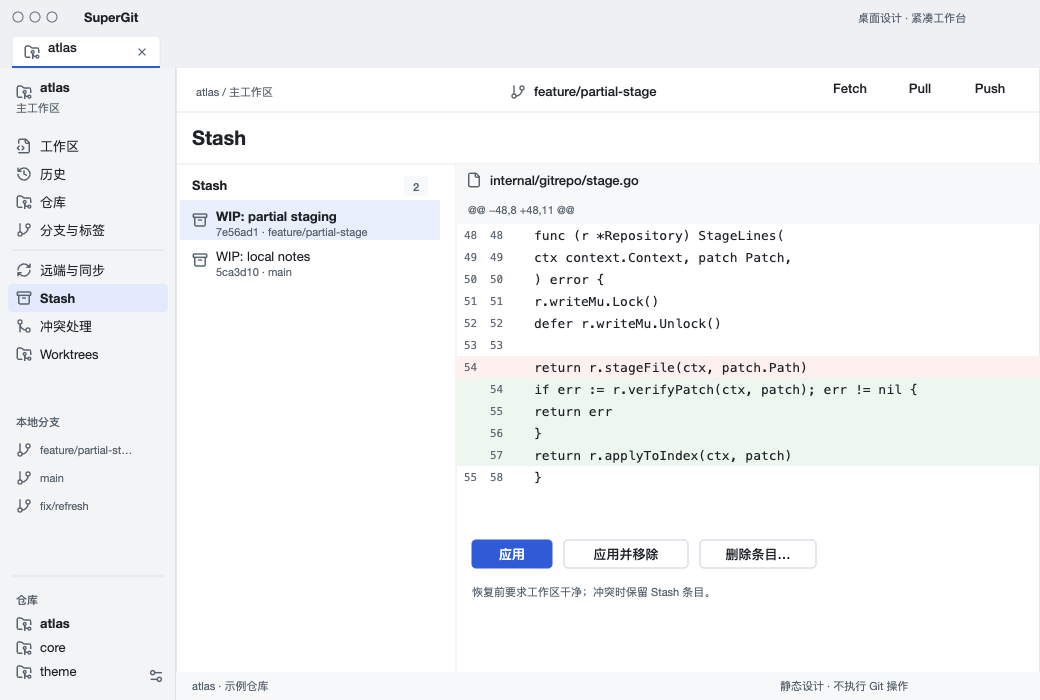 SuperGit
桌面设计 · 紧凑工作台
atlas
atlas
主工作区
工作区
历史
仓库
分支与标签
远端与同步
Stash
冲突处理
Worktrees
本地分支
feature/partial-st...
main
fix/refresh
仓库
atlas
core
theme
atlas / 主工作区
feature/partial-stage
Fetch Pull Push
Stash
Stash 2
WIP: partial staging
7e56ad1 · feature/partial-stage
WIP: local notes
5ca3d10 · main
internal/gitrepo/stage.go
@@ −48,8 +48,11 @@
48 48 func (r *Repository) StageLines(
49 49 ctx context.Context, patch Patch,
50 50 ) error {
51 51 r.writeMu.Lock()
52 52 defer r.writeMu.Unlock()
53 53
54 return r.stageFile(ctx, patch.Path)
54 if err := r.verifyPatch(ctx, patch); err != nil {
55 return err
56 }
57 return r.applyToIndex(ctx, patch)
55 58 }
应用 应用并移除 删除条目...
恢复前要求工作区干净；冲突时保留 Stash 条目。
atlas · 示例仓库
静态设计 · 不执行 Git 操作